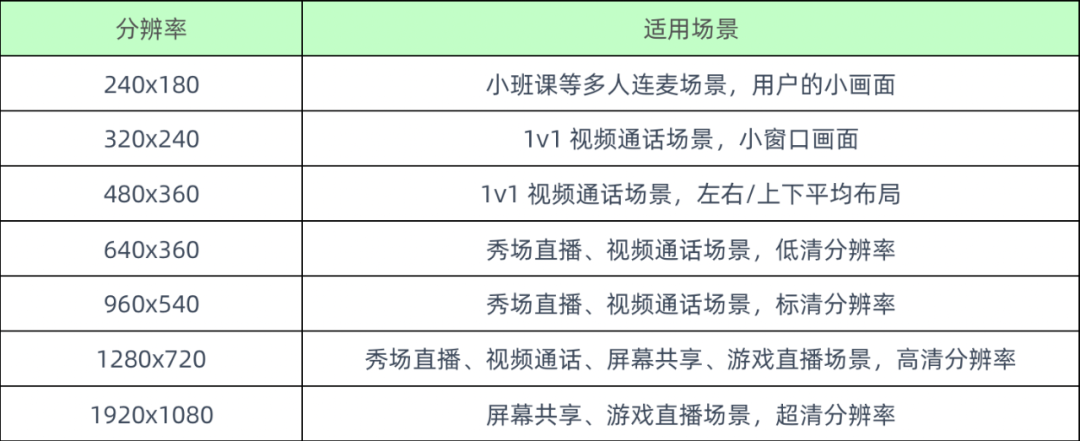 分辨率 适用场景
240x180 小班课等多人连麦场景，用户的小画面
320x240 1v1 视频通话场景，小窗口画面
480x360 1v1 视频通话场景，左右/上下平均布局
640x360 秀场直播、视频通话场景，低清分辨率
960x540 秀场直播、视频通话场景，标清分辨率
1280x720 秀场直播、视频通话、屏幕共享、游戏直播场景，高清分辨率
1920x1080 屏幕共享、游戏直播场景，超清分辨率